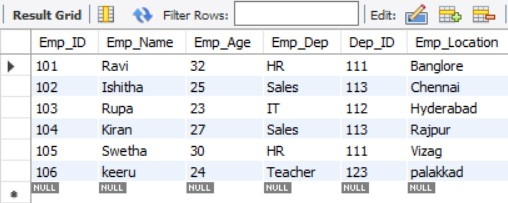 Result Grid Filter Rows: Edit:
Emp_ID Emp_Name Emp_Age Emp_Dep Dep_ID Emp_Location
101 Ravi 32 HR 111 Banglore
102 Ishitha 25 Sales 113 Chennai
103 Rupa 23 IT 112 Hyderabad
104 Kiran 27 Sales 113 Rajpur
105 Swetha 30 HR 111 Vizag
106 keeru 24 Teacher 123 palakkad
NULL NULL NULL NULL NULL NULL